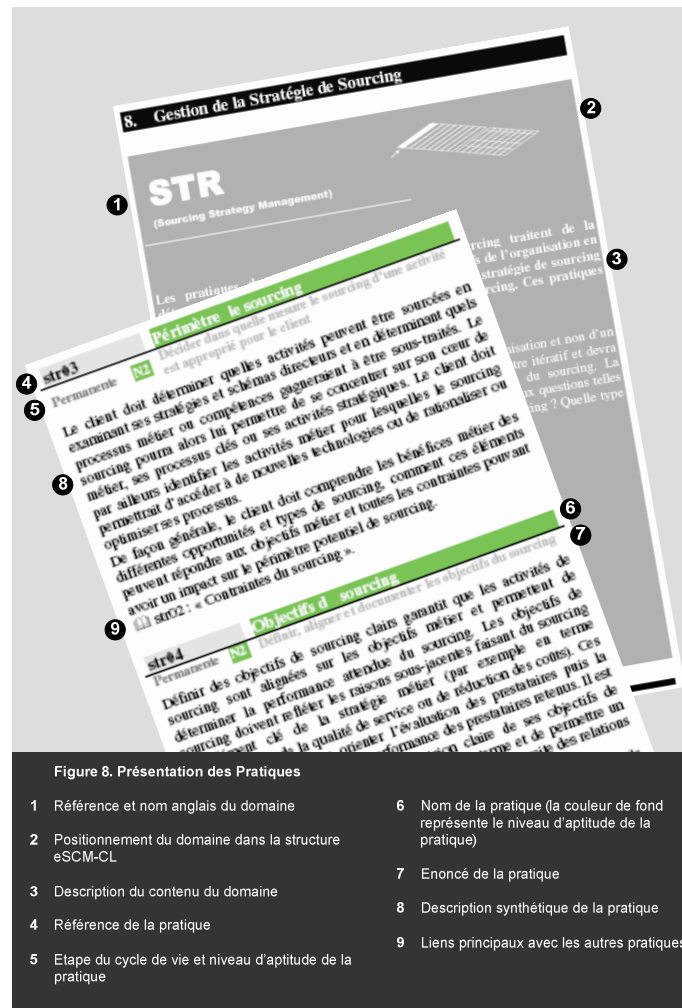 8. Gestion de la Stratégie de Sourcing
2
STR
1
(Sourcing Strategy Management)
rcing traitent de la
s de l'organisation en
stratégie de sourcing
rcing. Ces pratiques
3
Les pratiques
isation et non d'un
tre itératif et devra
du sourcing. La
ux questions telles
ing ? Quelle type
Périmètre le sourcing
4 str03
Décider dans quelle mesure le sourcing d'une activité
est approprié pour le client
5 Permanente N2
Le client doit déterminer quelles activités peuvent être sourcées en
examinant ses stratégies et schémas directeurs et en déterminant quels
processus métier ou compétences gagneraient à être sous-traités. Le
sourcing pourra alors lui permettre de se concentrer sur son cœur de
métier, ses processus clés ou ses activités stratégiques. Le client doit
8
par ailleurs identifier les activités métier pour lesquelles le sourcing
permettrait d'accéder à de nouvelles technologies ou de rationaliser ou
optimiser ses processus.
De façon générale, le client doit comprendre les bénéfices métier des
différentes opportunités et types de sourcing, comment ces éléments
peuvent répondre aux objectifs métier et toutes les contraintes pouvant
avoir un impact sur le périmètre potentiel de sourcing.
9 str02 : « Contraintes du sourcing ».
6
Objectifs d sourcing
7
str04
Définir, aligner et documenter les objectifs du sourcing
Permanente N2
Définir des objectifs de sourcing clairs garantit que les activités de
sourcing sont alignées sur les objectifs métier et permettent de
déterminer la performance attendue du sourcing. Les objectifs de
sourcing doivent refléter les raisons sous-jacentes faisant du sourcing
clé de la stratégie métier (par exemple en terme
la qualité de service ou de réduction des coûts). Ces
orienter l'évaluation des prestataires puis la
performance des prestataires retenus. Il est
claire de ses objectifs de
et de permettre un
des relations
Figure 8. Présentation des Pratiques
1 Référence et nom anglais du domaine
2 Positionnement du domaine dans la structure
eSCM-CL
3 Description du contenu du domaine
4 Référence de la pratique
5 Etape du cycle de vie et niveau d'aptitude de la
pratique
6 Nom de la pratique (la couleur de fond
représente le niveau d'aptitude de la
pratique)
7 Enoncé de la pratique
8 Description synthétique de la pratique
9 Liens principaux avec les autres pratiques